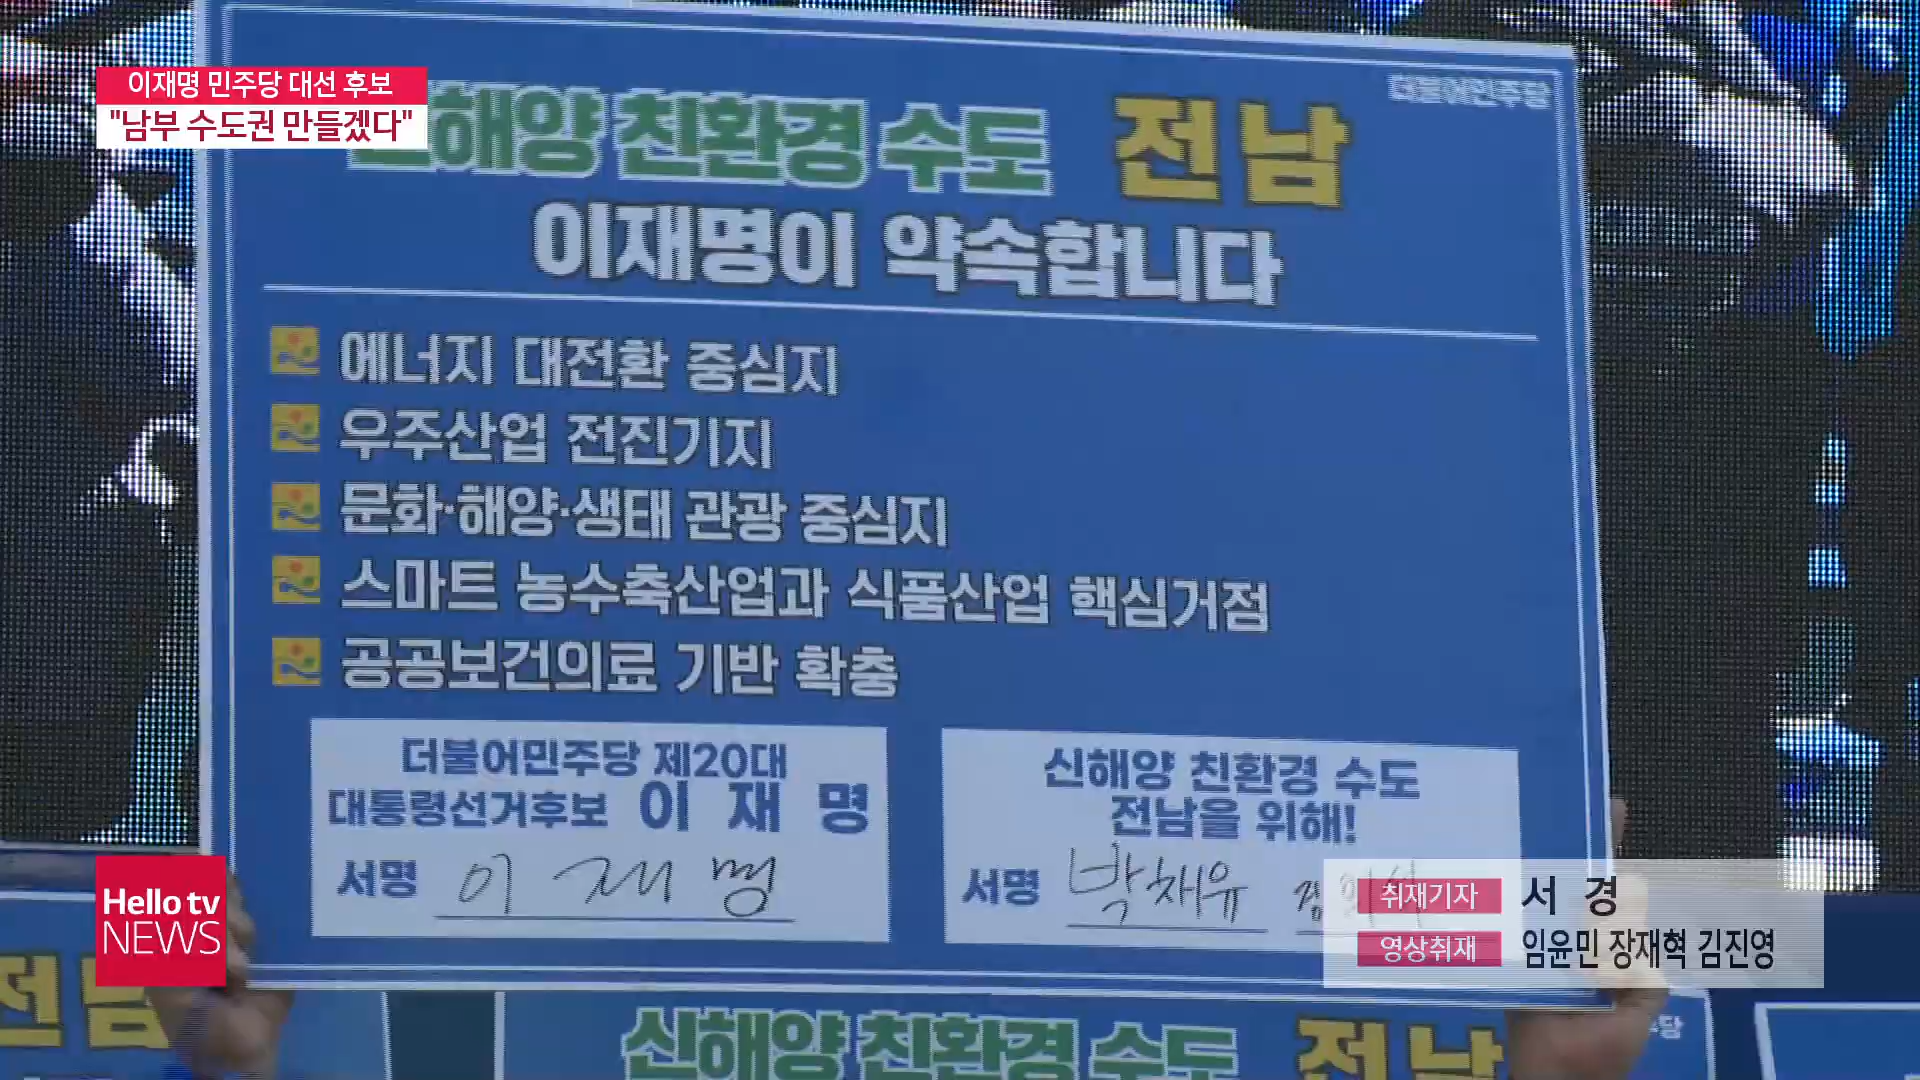 이재명 민주당 대선 후보
"남부 수도권 만들겠다"
더불어민주당
신해양 친환경 수도 전남
이재명이 약속합니다
에너지 대전환 중심지
우주산업 전진기지
문화·해양·생태 관광 중심지
스마트 농수축산업과 식품산업 핵심거점
공공보건의료 기반 확충
더불어민주당 제20대
대통령선거후보 이 재 명
서명 이 재 명
신해양 친환경 수도
전남을 위해!
서명 박채유
취재기자 서 경
영상취재 임윤민 장재혁 김진영
Hello tv
NEWS
전남
신해양 친환경 수도 전남